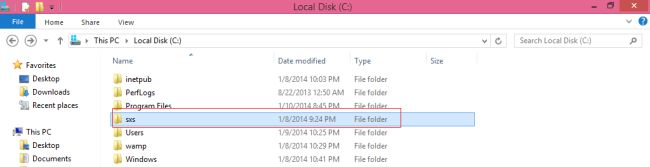 Local Disk (C:)
File Home Share View
This PC Local Disk (C:) Search Local Disk (C:)
Name Date modified Type Size
Favorites
Desktop
Downloads
Recent places
This PC
Desktop
Documents
inetpub 1/8/2014 10:03 PM File folder
PerfLogs 8/22/2013 12:50 AM File folder
Program Files 1/10/2014 8:45 PM File folder
sxs 1/8/2014 9:24 PM File folder
Users 1/9/2014 10:25 PM File folder
wamp 1/8/2014 10:29 PM File folder
Windows 1/8/2014 10:41 PM File folder